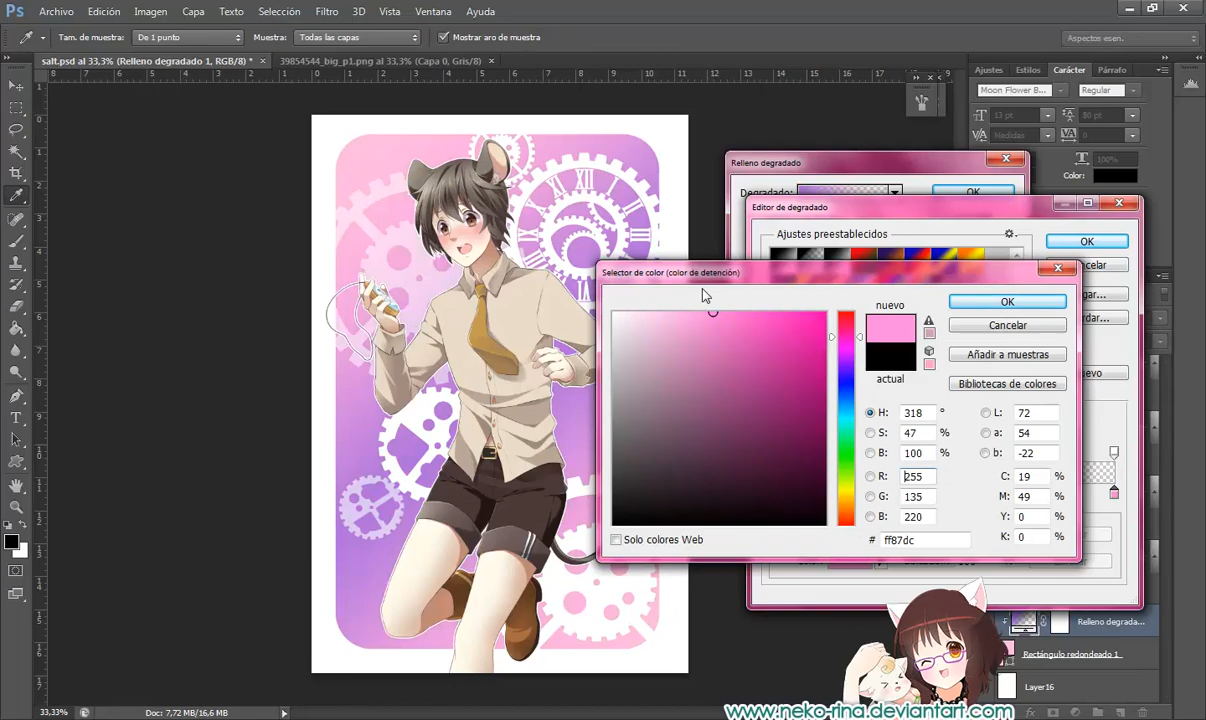 Ps Archivo Edición Imagen Capa Texto Selección Filtro 3D Vista Ventana Ayuda
Tam. de muestra: De 1 punto Muestra: Todas las capas Mostrar aro de muestra Aspectos esen.
salt.psd al 33,3% (Relleno degradado 1, RGB/8) * × 39854544_big_p1.png al 33,3% (Capa 0, Gris/8) ×
Ajustes Estilos Carácter Párrafo
Moon Flower B... Regular
13 pt 80 pt
Medidas 0
100%
Color:
Relleno degradado
Degradado: OK
Editor de degradado
Ajustes preestablecidos OK
celar
Selector de color (color de detención)
gar...
dar...
nuevo OK
Cancelar
Añadir a muestras
actual Bibliotecas de colores
uevo
H: 318 ° L: 72
S: 47 % a: 54
B: 100 % b: -22
R: 255 C: 19 %
G: 135 M: 49 %
B: 220 Y: 0 %
K: 0 %
Solo colores Web # ff87dc
Relleno degrada...
Rectángulo redondeado 1
Layer16
33,33% Doc: 7,72 MB/16,6 MB
www.neko-rina.deviantart.com